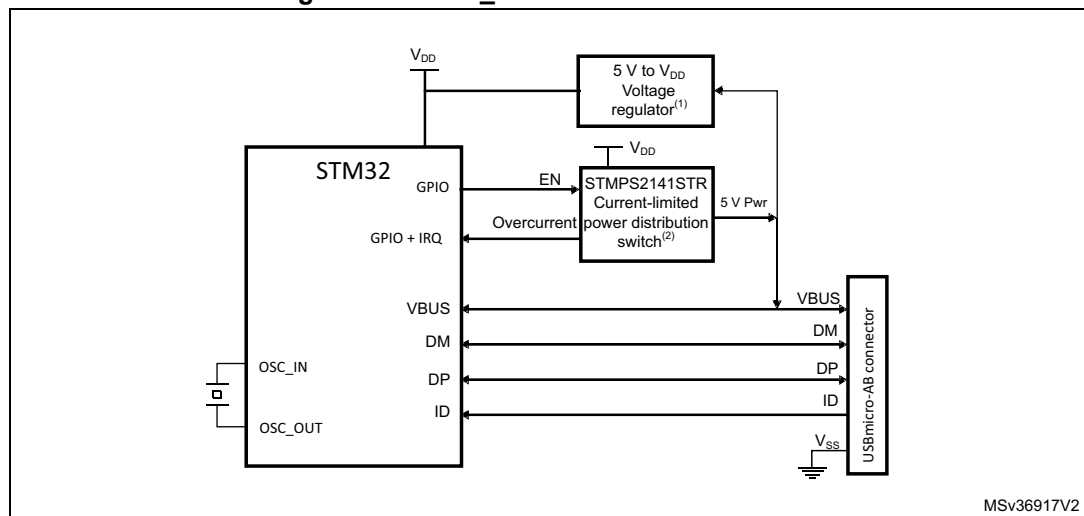 V_DD
5 V to V_DD
Voltage
regulator(1)
STM32
V_DD
GPIO
EN
STMPS2141STR
Current-limited
power distribution
switch(2)
5 V Pwr
Overcurrent
GPIO + IRQ
VBUS
VBUS
DM
DM
OSC_IN
DP
DP
ID
ID
OSC_OUT
V_SS
USBmicro-AB connector
MSv36917V2